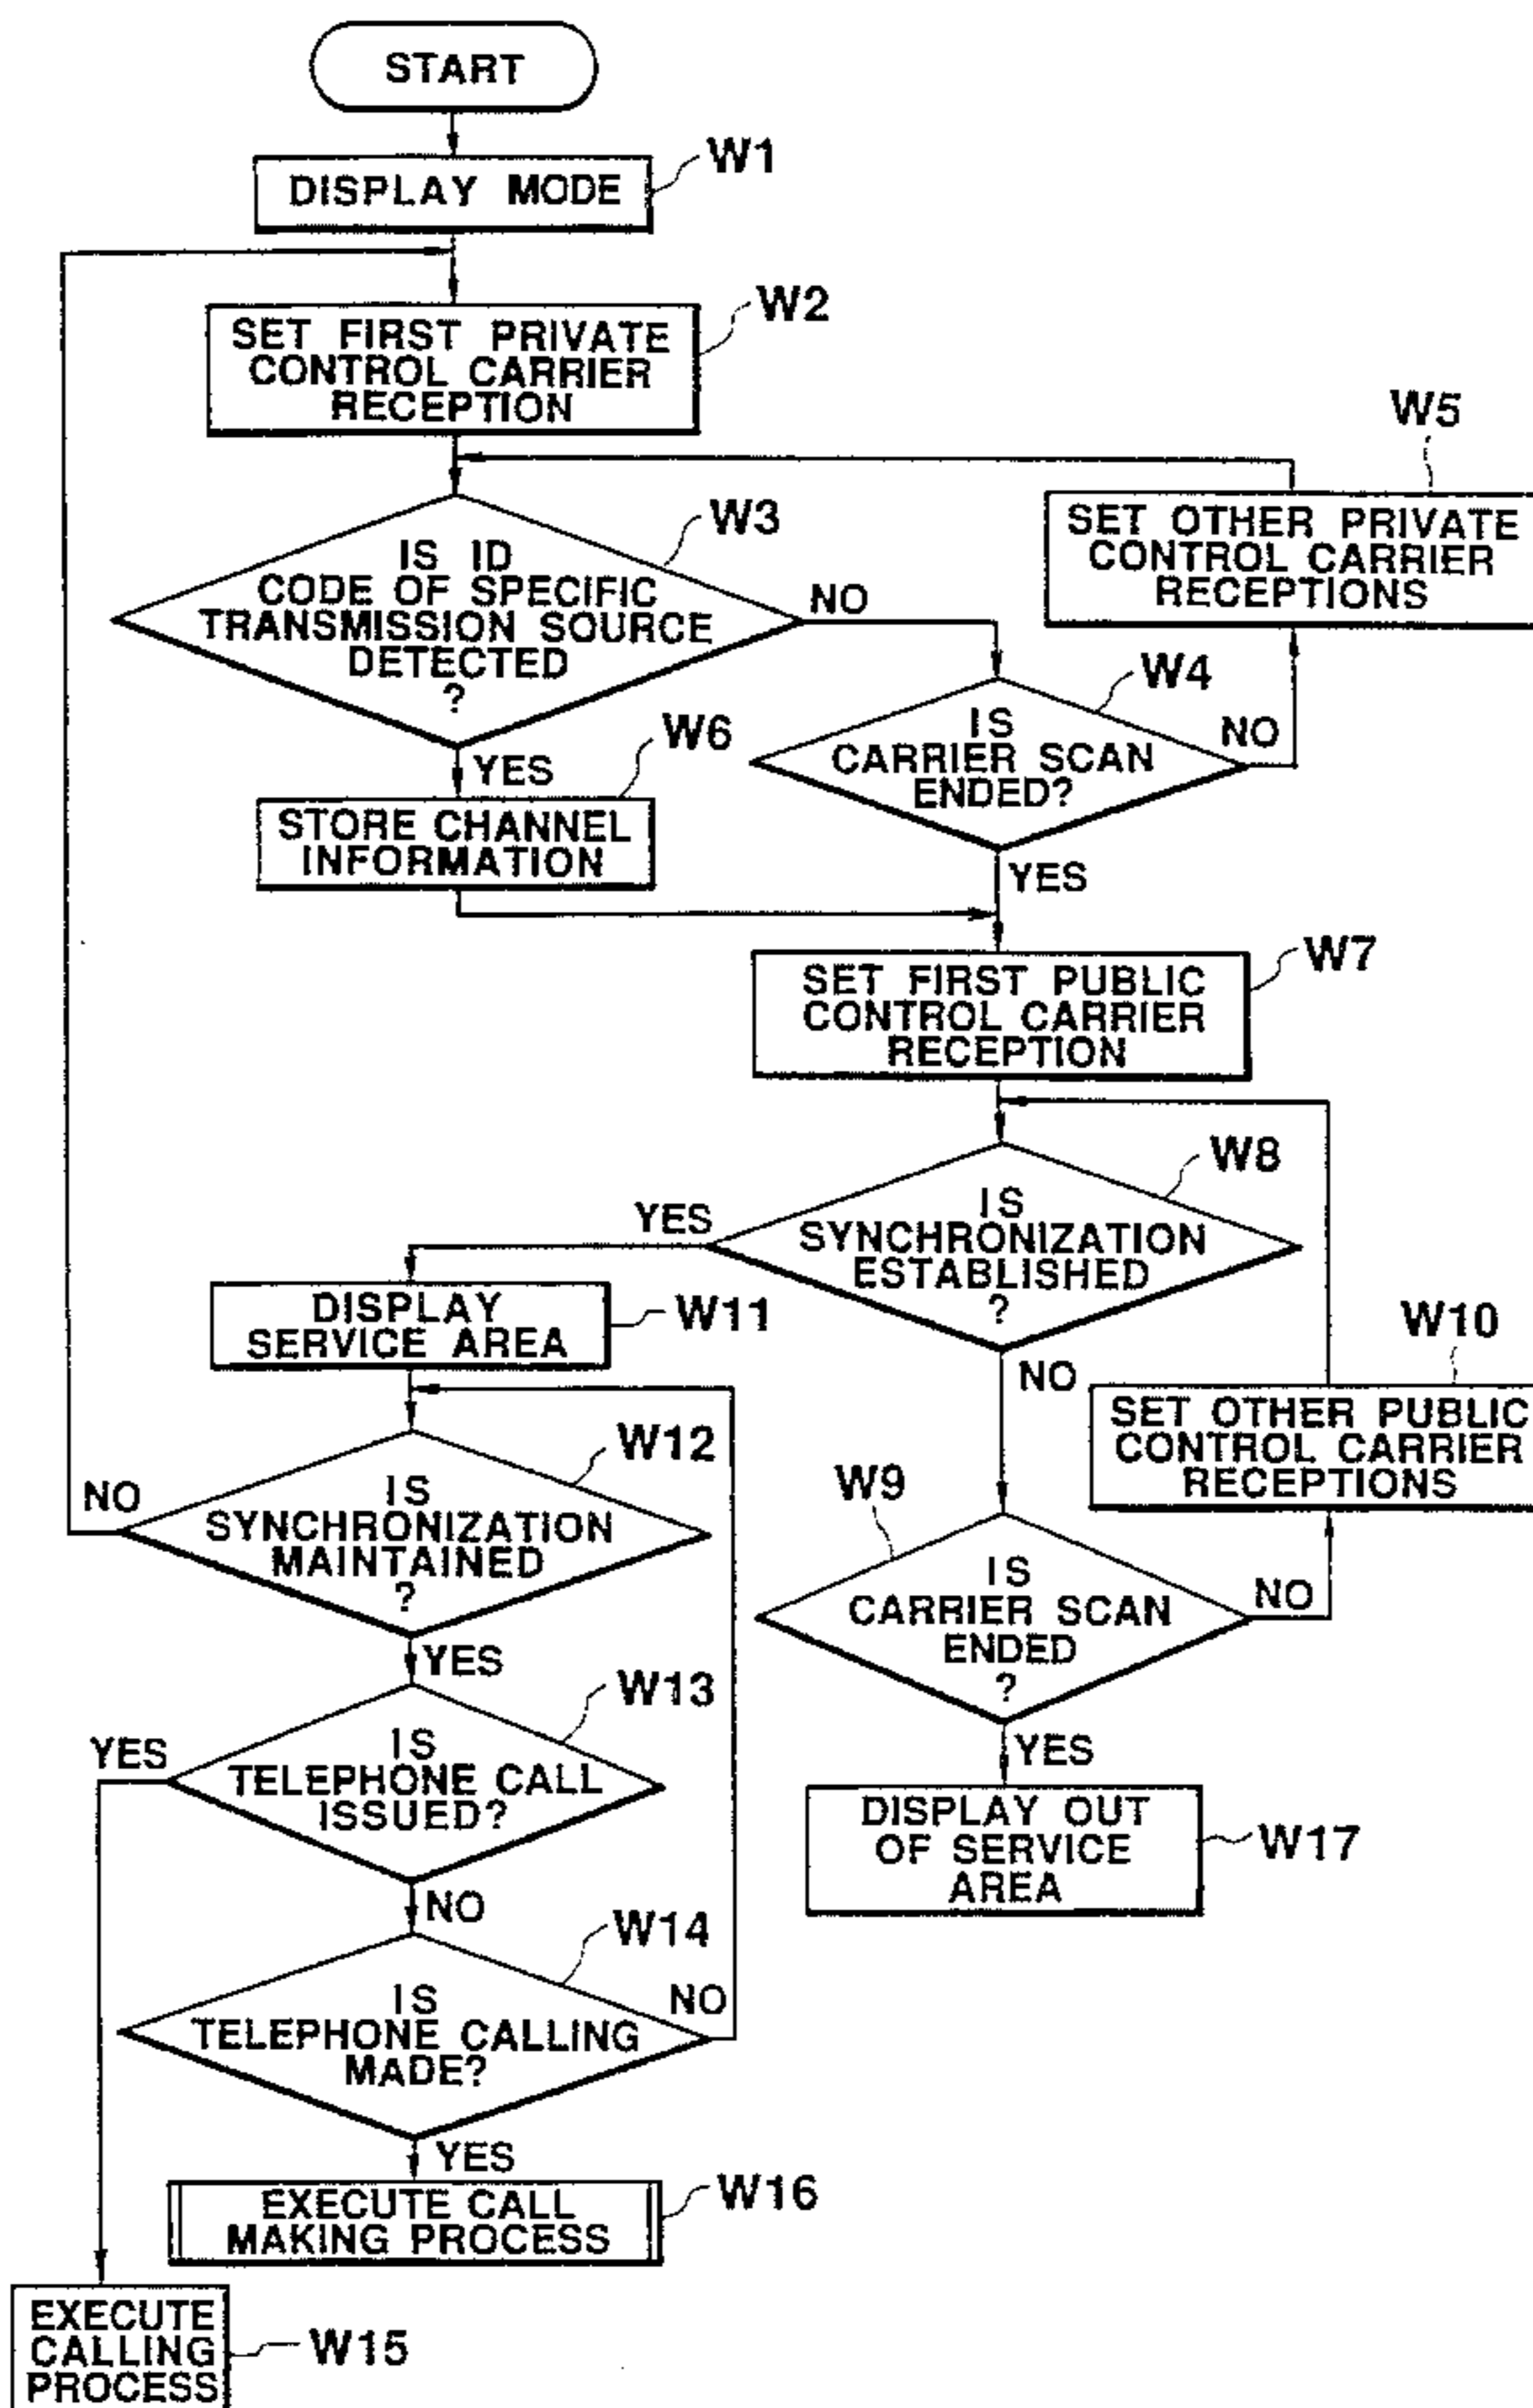 START
W1
DISPLAY MODE
W2
SET FIRST PRIVATE
CONTROL CARRIER
RECEPTION
W5
SET OTHER PRIVATE
CONTROL CARRIER
RECEPTIONS
W3
IS ID
CODE OF SPECIFIC
TRANSMISSION SOURCE
DETECTED
?
NO
W4
IS
CARRIER SCAN
ENDED?
NO
YES
W6
STORE CHANNEL
INFORMATION
YES
W7
SET FIRST PUBLIC
CONTROL CARRIER
RECEPTION
W8
IS
SYNCHRONIZATION
ESTABLISHED
?
YES
NO
W11
DISPLAY
SERVICE AREA
W10
SET OTHER PUBLIC
CONTROL CARRIER
RECEPTIONS
W12
IS
SYNCHRONIZATION
MAINTAINED
?
NO
YES
W9
IS
CARRIER SCAN
ENDED
?
NO
YES
W13
IS
TELEPHONE CALL
ISSUED?
YES
NO
W17
DISPLAY OUT
OF SERVICE
AREA
W14
IS
TELEPHONE CALLING
MADE?
NO
YES
W16
EXECUTE CALL
MAKING PROCESS
EXECUTE
CALLING
PROCESS
W15